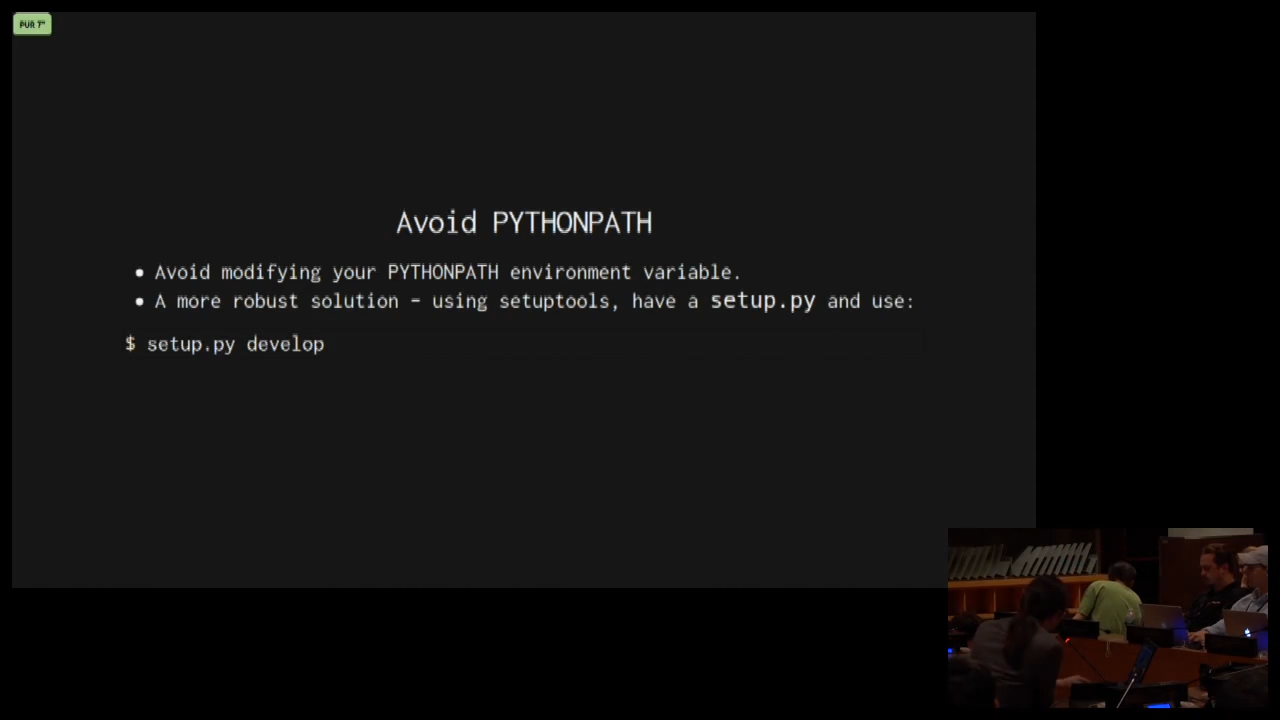 Avoid PYTHONPATH
• Avoid modifying your PYTHONPATH environment variable.
• A more robust solution – using setuptools, have a setup.py and use:
$ setup.py develop